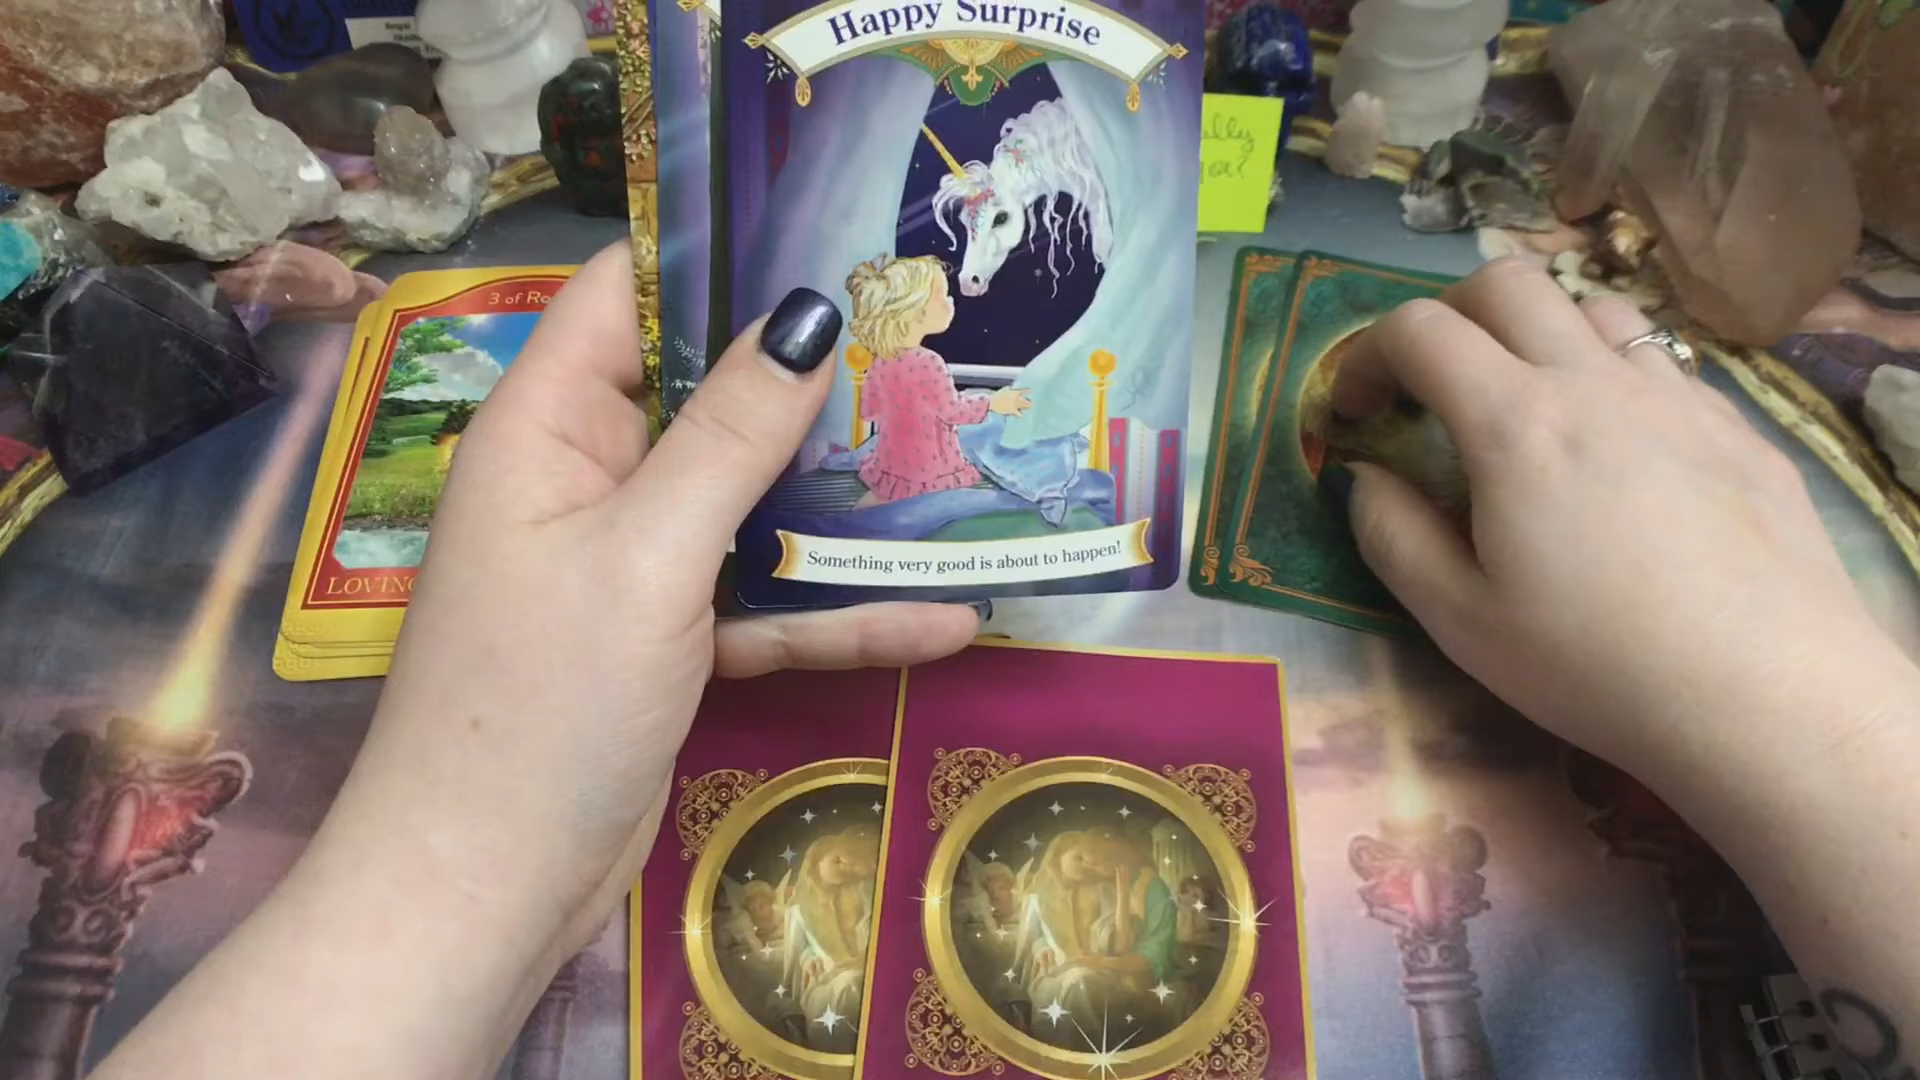 Happy Surprise
3 of Ro
LOVING
Something very good is about to happen!